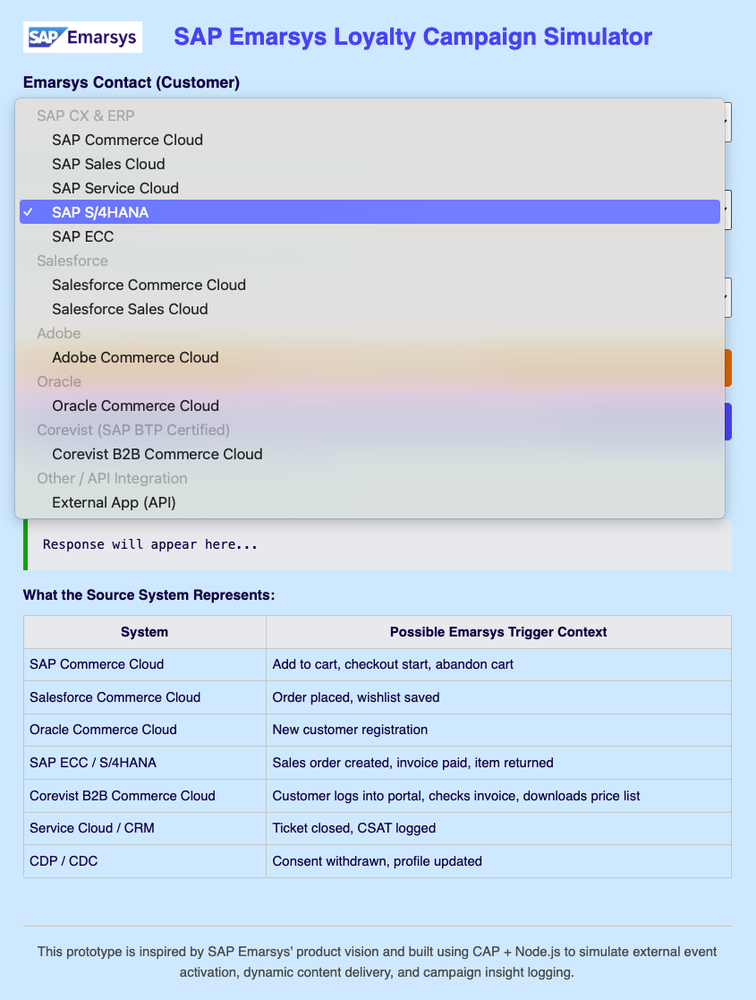 SAP Emarsys
SAP Emarsys Loyalty Campaign Simulator
Emarsys Contact (Customer)
SAP CX & ERP
SAP Commerce Cloud
SAP Sales Cloud
SAP Service Cloud
✓ SAP S/4HANA
SAP ECC
Salesforce
Salesforce Commerce Cloud
Salesforce Sales Cloud
Adobe
Adobe Commerce Cloud
Oracle
Oracle Commerce Cloud
Corevist (SAP BTP Certified)
Corevist B2B Commerce Cloud
Other / API Integration
External App (API)
Response will appear here...
What the Source System Represents:
System Possible Emarsys Trigger Context
SAP Commerce Cloud Add to cart, checkout start, abandon cart
Salesforce Commerce Cloud Order placed, wishlist saved
Oracle Commerce Cloud New customer registration
SAP ECC / S/4HANA Sales order created, invoice paid, item returned
Corevist B2B Commerce Cloud Customer logs into portal, checks invoice, downloads price list
Service Cloud / CRM Ticket closed, CSAT logged
CDP / CDC Consent withdrawn, profile updated
This prototype is inspired by SAP Emarsys' product vision and built using CAP + Node.js to simulate external event
activation, dynamic content delivery, and campaign insight logging.